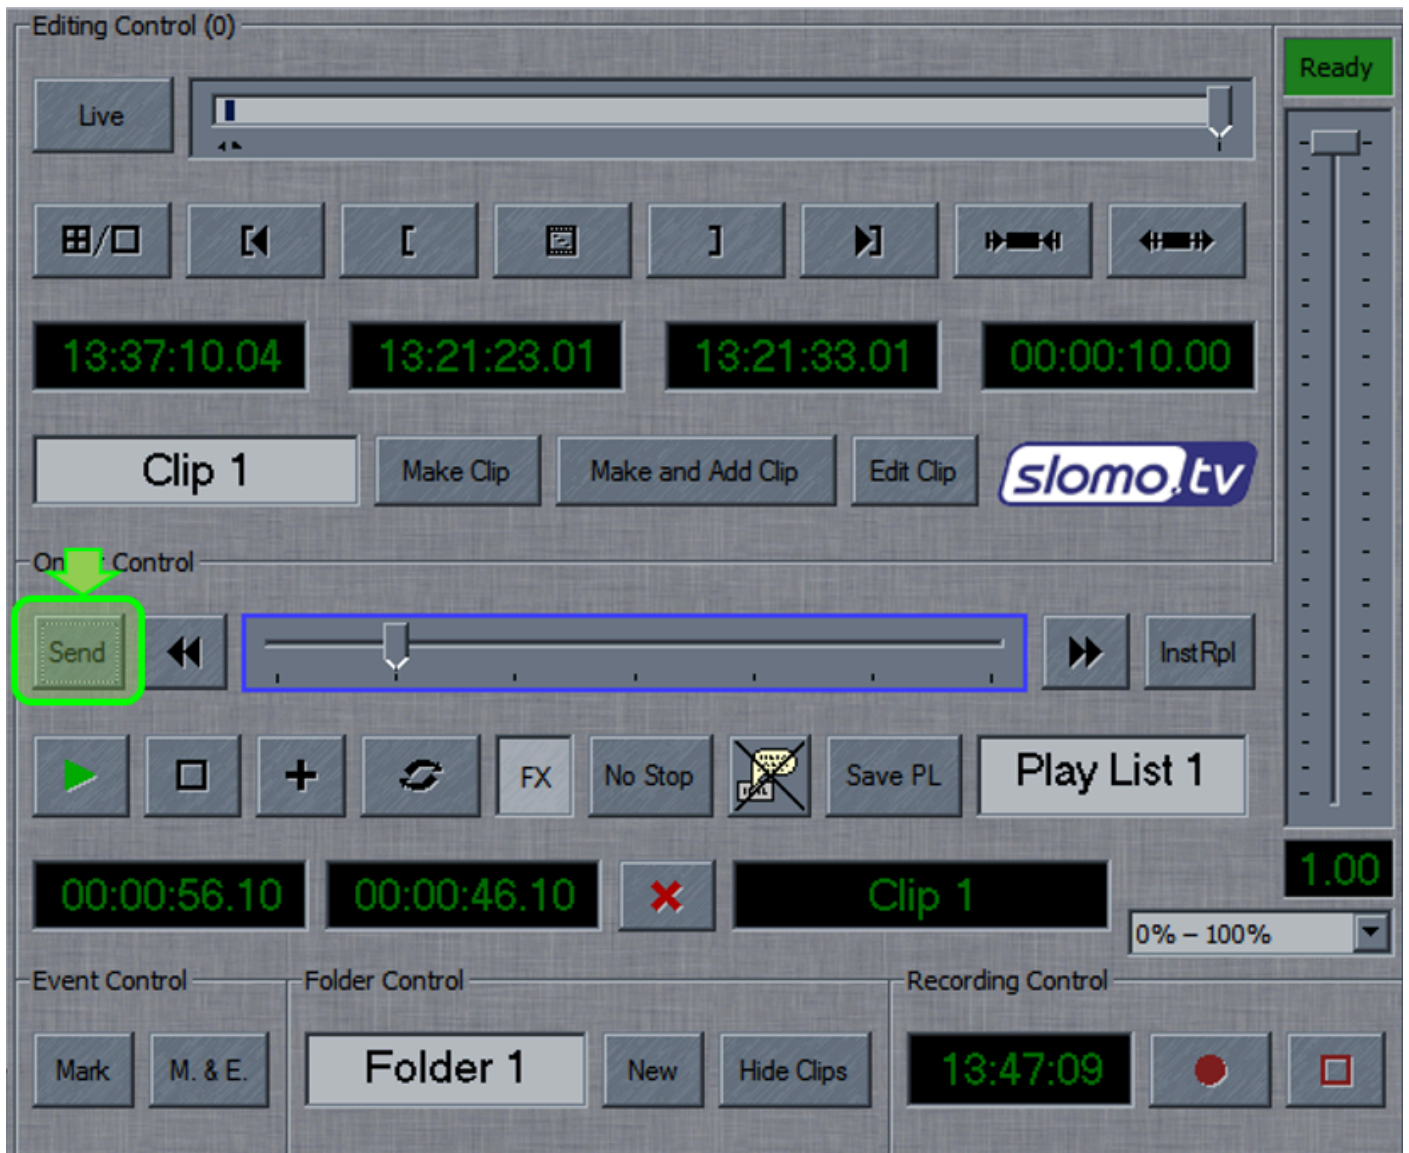 Editing Control (0)
Ready
Live
13:37:10.04 13:21:23.01 13:21:33.01 00:00:10.00
Clip 1 Make Clip Make and Add Clip Edit Clip slomo.tv
Control
Send InstRpl
FX No Stop Save PL Play List 1
00:00:56.10 00:00:46.10 Clip 1 1.00
0% – 100%
Event Control Folder Control Recording Control
Mark M. & E. Folder 1 New Hide Clips 13:47:09